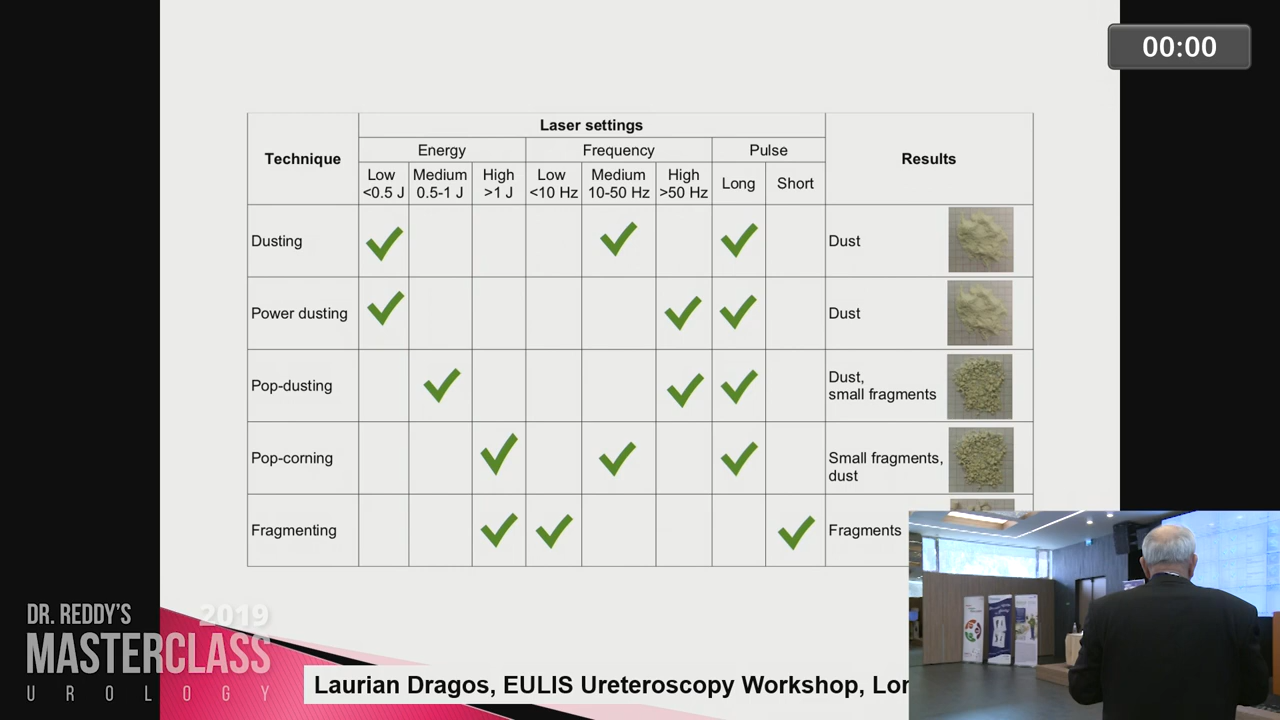 00:00
Laser settings
Technique
Energy
Frequency
Pulse
Results
Low <0.5 J
Medium 0.5-1 J
High >1 J
Low <10 Hz
Medium 10-50 Hz
High >50 Hz
Long
Short
Dusting
Dust
Power dusting
Dust
Pop-dusting
Dust,
small fragments
Pop-corning
Small fragments,
dust
Fragmenting
Fragments
DR. REDDY'S 2019
MASTERCLASS
UROLOGY
Laurian Dragos, EULIS Ureteroscopy Workshop,